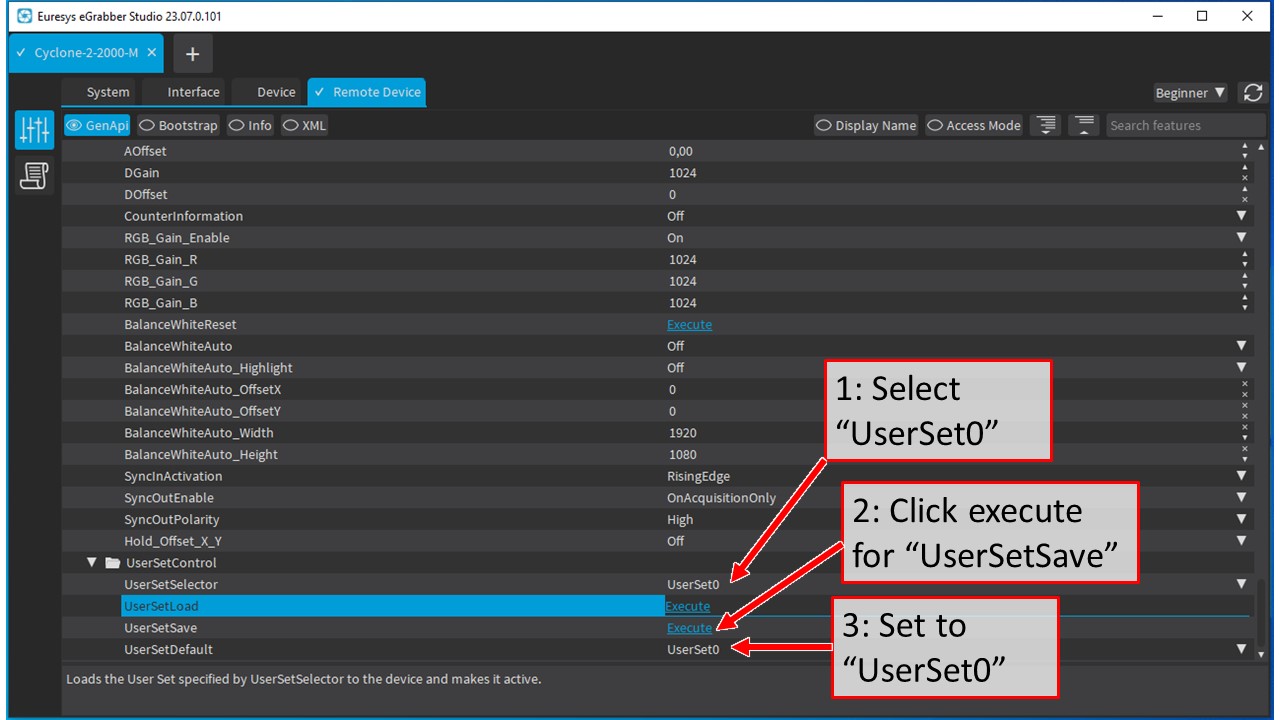 Euresys eGrabber Studio 23.07.0.101
Cyclone-2-2000-M
System Interface Device Remote Device Beginner
GenApi Bootstrap Info XML Display Name Access Mode Search features
AOffset 0,00
DGain 1024
DOffset 0
CounterInformation Off
RGB_Gain_Enable On
RGB_Gain_R 1024
RGB_Gain_G 1024
RGB_Gain_B 1024
BalanceWhiteReset Execute
BalanceWhiteAuto Off
BalanceWhiteAuto_Highlight Off
BalanceWhiteAuto_OffsetX 0
BalanceWhiteAuto_OffsetY 0
BalanceWhiteAuto_Width 1920
BalanceWhiteAuto_Height 1080
SyncInActivation RisingEdge
SyncOutEnable OnAcquisitionOnly
SyncOutPolarity High
Hold_Offset_X_Y Off
UserSetControl
UserSetSelector UserSet0
UserSetLoad Execute
UserSetSave Execute
UserSetDefault UserSet0
Loads the User Set specified by UserSetSelector to the device and makes it active.
1: Select
“UserSet0”
2: Click execute
for “UserSetSave”
3: Set to
“UserSet0”